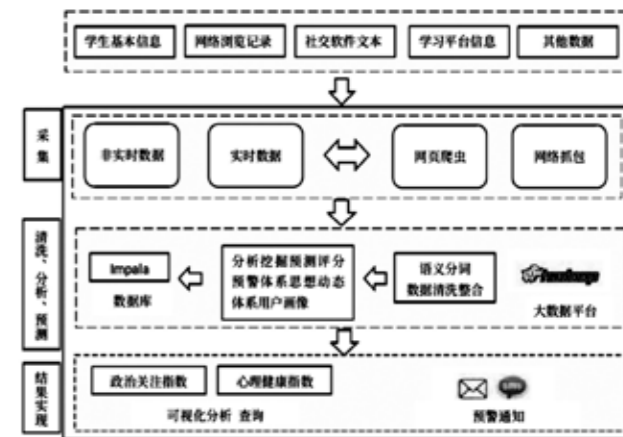 学生基本信息
网络浏览记录
社交软件文本
学习平台信息
其他数据
采集
非实时数据
实时数据
网页爬虫
网络抓包
清洗、分析、预测
Impala
数据库
分析挖掘预测评分
预警体系思想动态
体系用户画像
语义分词
数据清洗整合
大数据平台
结果实现
政治关注指数
心理健康指数
可视化分析 查询
预警通知